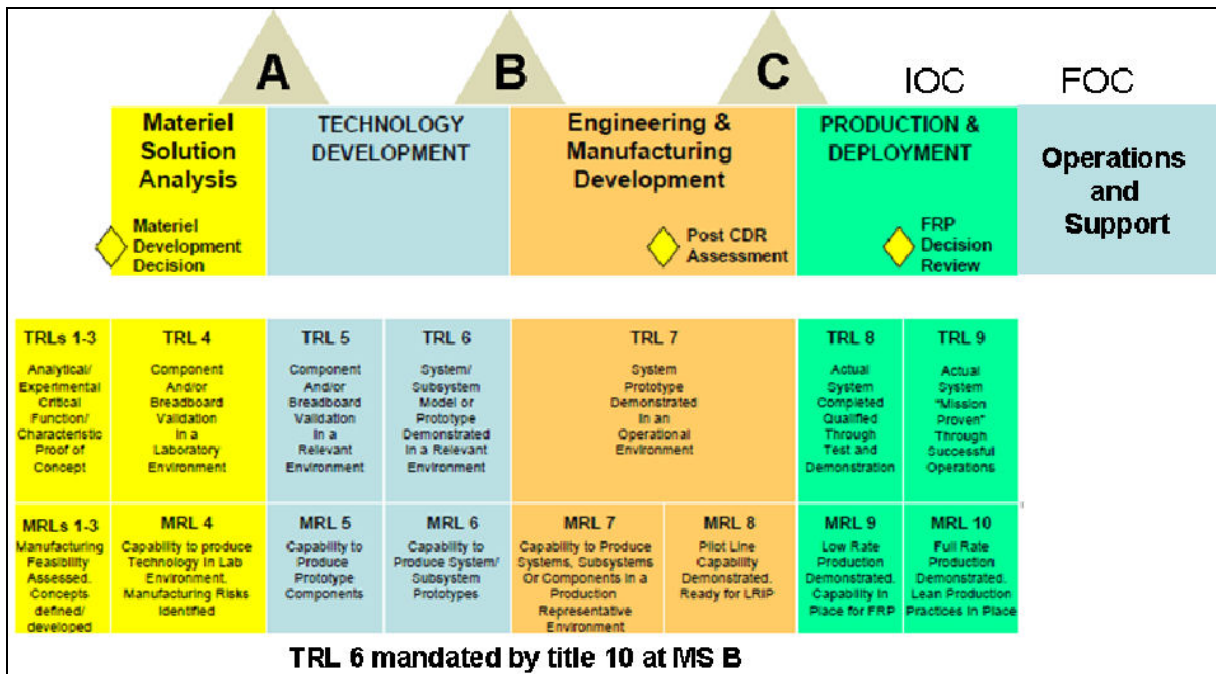 A
B
C
IOC
FOC
Materiel
Solution
Analysis
TECHNOLOGY
DEVELOPMENT
Engineering &
Manufacturing
Development
PRODUCTION &
DEPLOYMENT
Operations
and
Support
Materiel
Development
Decision
Post CDR
Assessment
FRP
Decision
Review
TRLs 1-3
Analytical/
Experimental
Critical
Function/
Characteristic
Proof of
Concept
TRL 4
Component
And/or
Breadboard
Validation
In a
Laboratory
Environment
TRL 5
Component
And/or
Breadboard
Validation
In a
Relevant
Environment
TRL 6
System/
Subsystem
Model or
Prototype
Demonstrated
In a Relevant
Environment
TRL 7
System
Prototype
Demonstrated
In an
Operational
Environment
TRL 8
Actual
System
Completed
Qualified
Through
Test and
Demonstration
TRL 9
Actual
System
"Mission
Proven"
Through
Successful
Operations
MRLs 1-3
Manufacturing
Feasibility
Assessed.
Concepts
defined/
developed
MRL 4
Capability to produce
Technology in Lab
Environment.
Manufacturing Risks
Identified
MRL 5
Capability to
Produce
Prototype
Components
MRL 6
Capability to
Produce System/
Subsystem
Prototypes
MRL 7
Capability to Produce
Systems, Subsystems
Or Components in a
Production
Representative
Environment
MRL 8
Pilot Line
Capability
Demonstrated.
Ready for LRIP
MRL 9
Low Rate
Production
Demonstrated.
Capability in
Place for FRP
MRL 10
Full Rate
Production
Demonstrated.
Lean Production
Practices in Place
TRL 6 mandated by title 10 at MS B